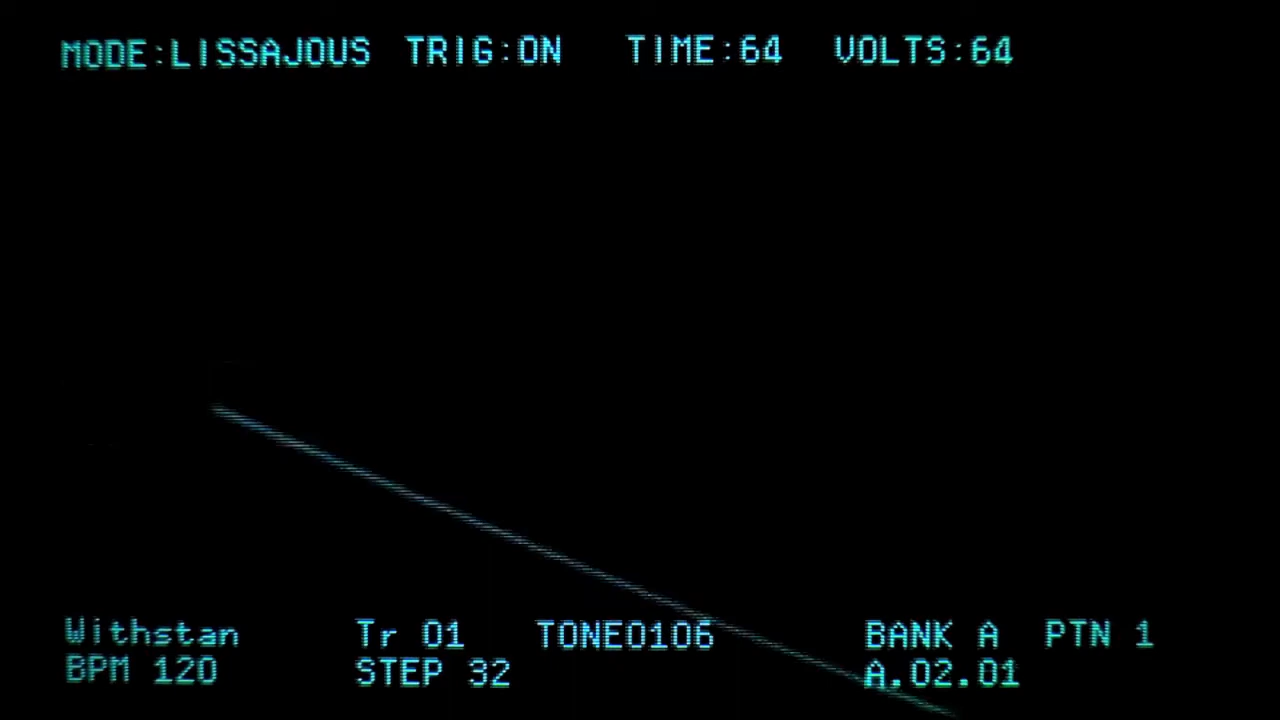 MODE:LISSAJOUS TRIG:ON TIME:64 VOLTS:64
Withstan Tr 01 TONE0106 BANK A PTN 1
BPM 120 STEP 32 A.02.01